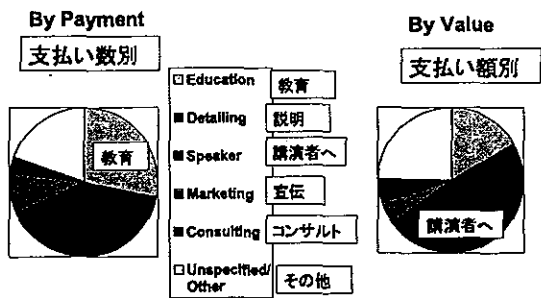 By Payment
支払い数別
教育
Education 教育
Detailing 説明
Speaker 講演者へ
Marketing 宣伝
Consulting コンサルト
Unspecified/
Other その他
By Value
支払い額別
講演者へ